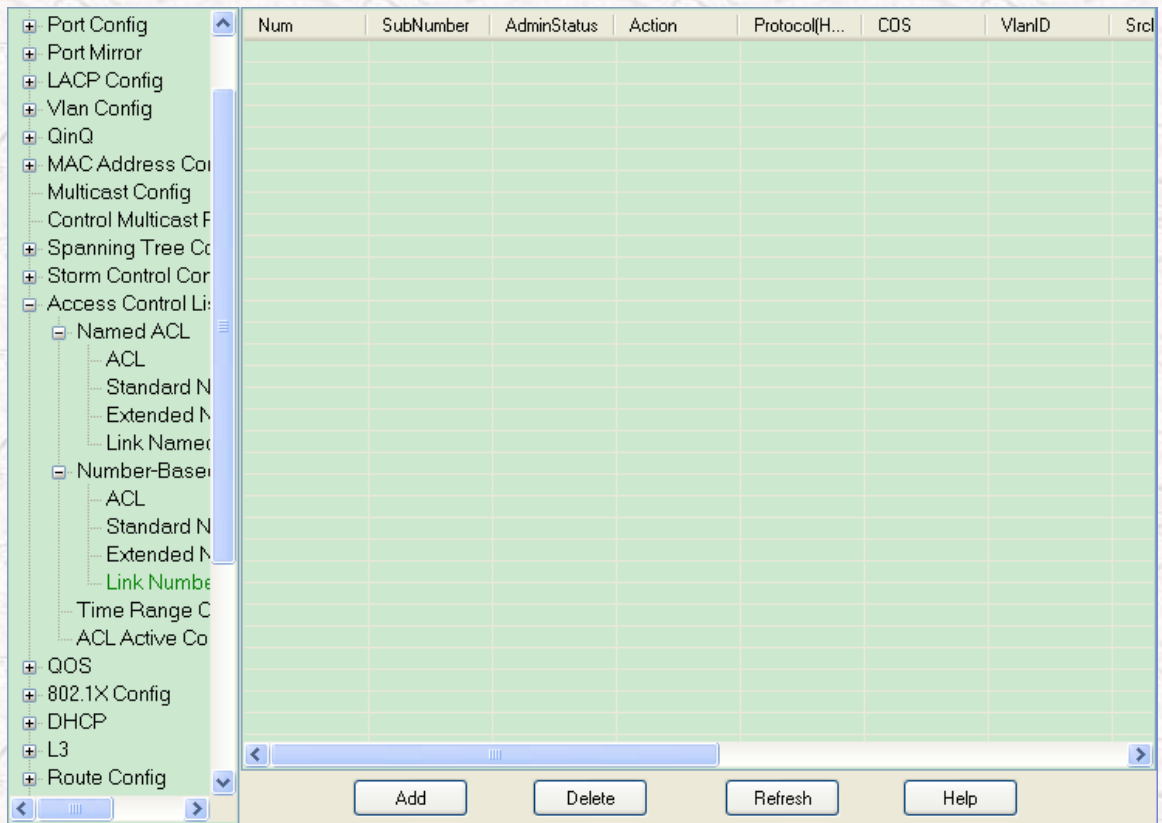 Port Config
Port Mirror
LACP Config
Vlan Config
QinQ
MAC Address Co
Multicast Config
Control Multicast
Spanning Tree Co
Storm Control Con
Access Control Li
Named ACL
ACL
Standard N
Extended N
Link Named
Number-Base
ACL
Standard N
Extended N
Link Numbe
Time Range C
ACL Active Co
QOS
802.1X Config
DHCP
L3
Route Config
Num SubNumber AdminStatus Action Protocol(H... COS VlanID SrcI
Add Delete Refresh Help